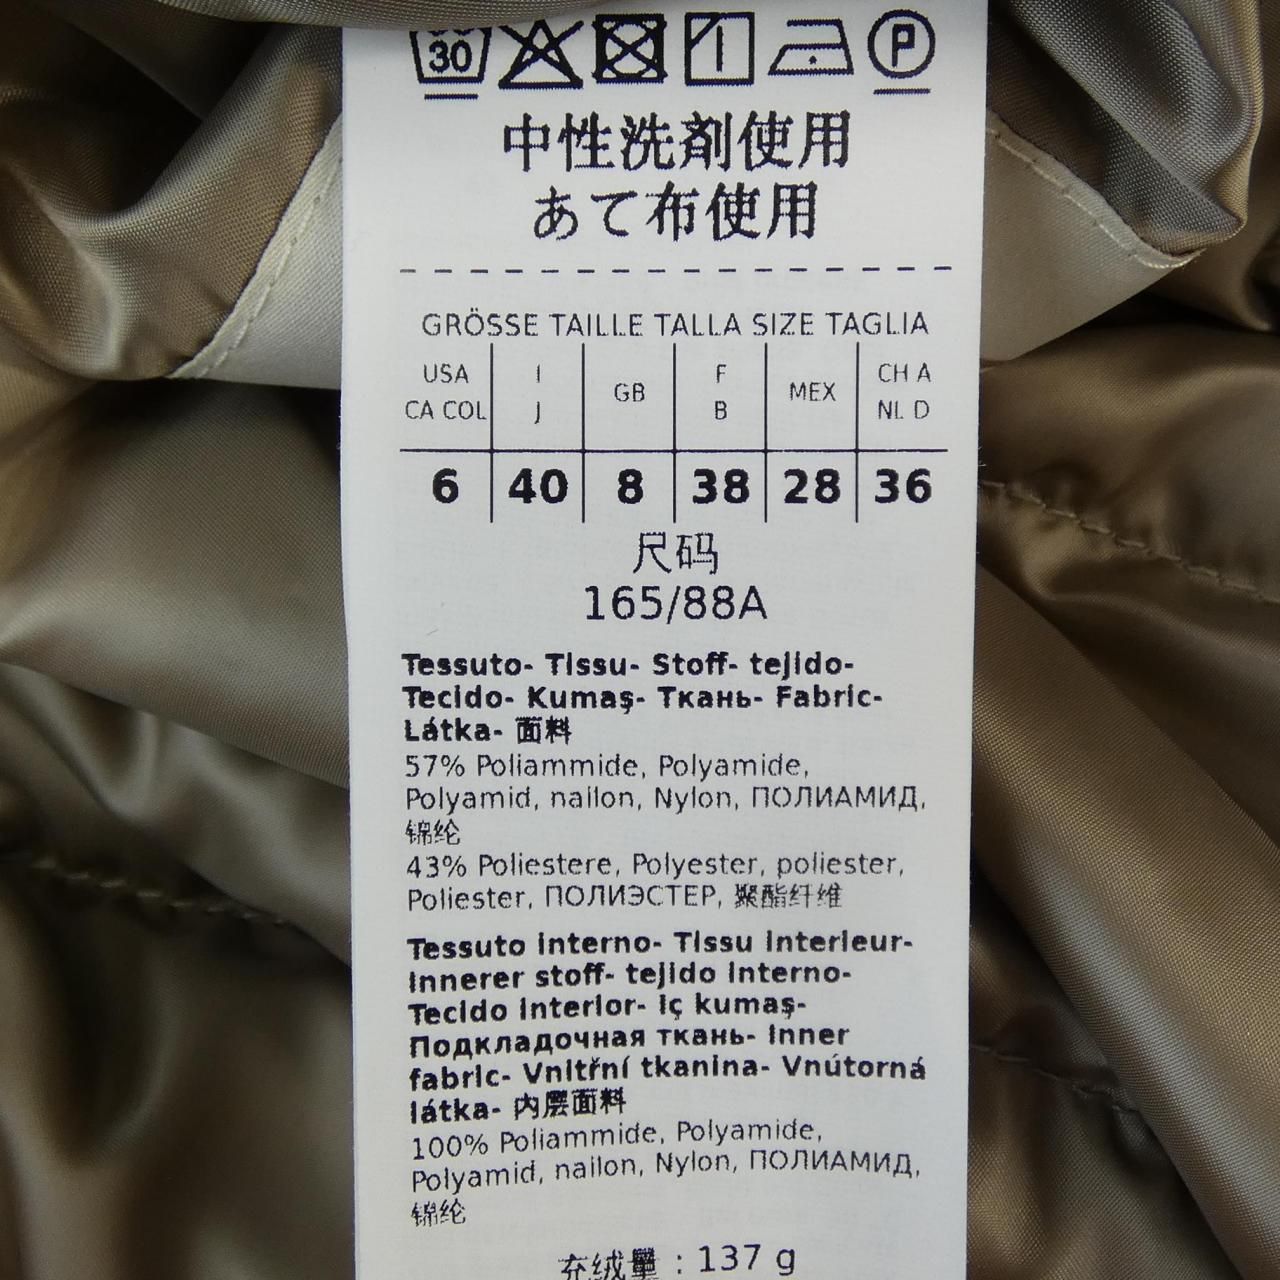 30
P
中性洗剤使用
あて布使用
GRÖSSE TAILLE TALLA SIZE TAGLIA
USA I GB F MEX CH A
CA COL J B NL D
6 40 8 38 28 36
尺码
165/88A
Tessuto- Tissu- Stoff- tejido-
Tecido- Kumaş- Ткань- Fabric-
Látka- 面料
57% Poliammide, Polyamide,
Polyamid, nailon, Nylon, ПОЛИАМИД,
锦纶
43% Poliestere, Polyester, poliester,
Poliester, ПОЛИЭСТЕР, 聚酯纤维
Tessuto interno- Tissu interieur-
Innerer stoff- tejido interno-
Tecido interior- iç kumaş-
Подкладочная ткань- Inner
fabric- Vnitřní tkanina- Vnútorná
látka- 内层面料
100% Poliammide, Polyamide,
Polyamid, nailon, Nylon, ПОЛИАМИД,
锦纶
充绒量 : 137 g